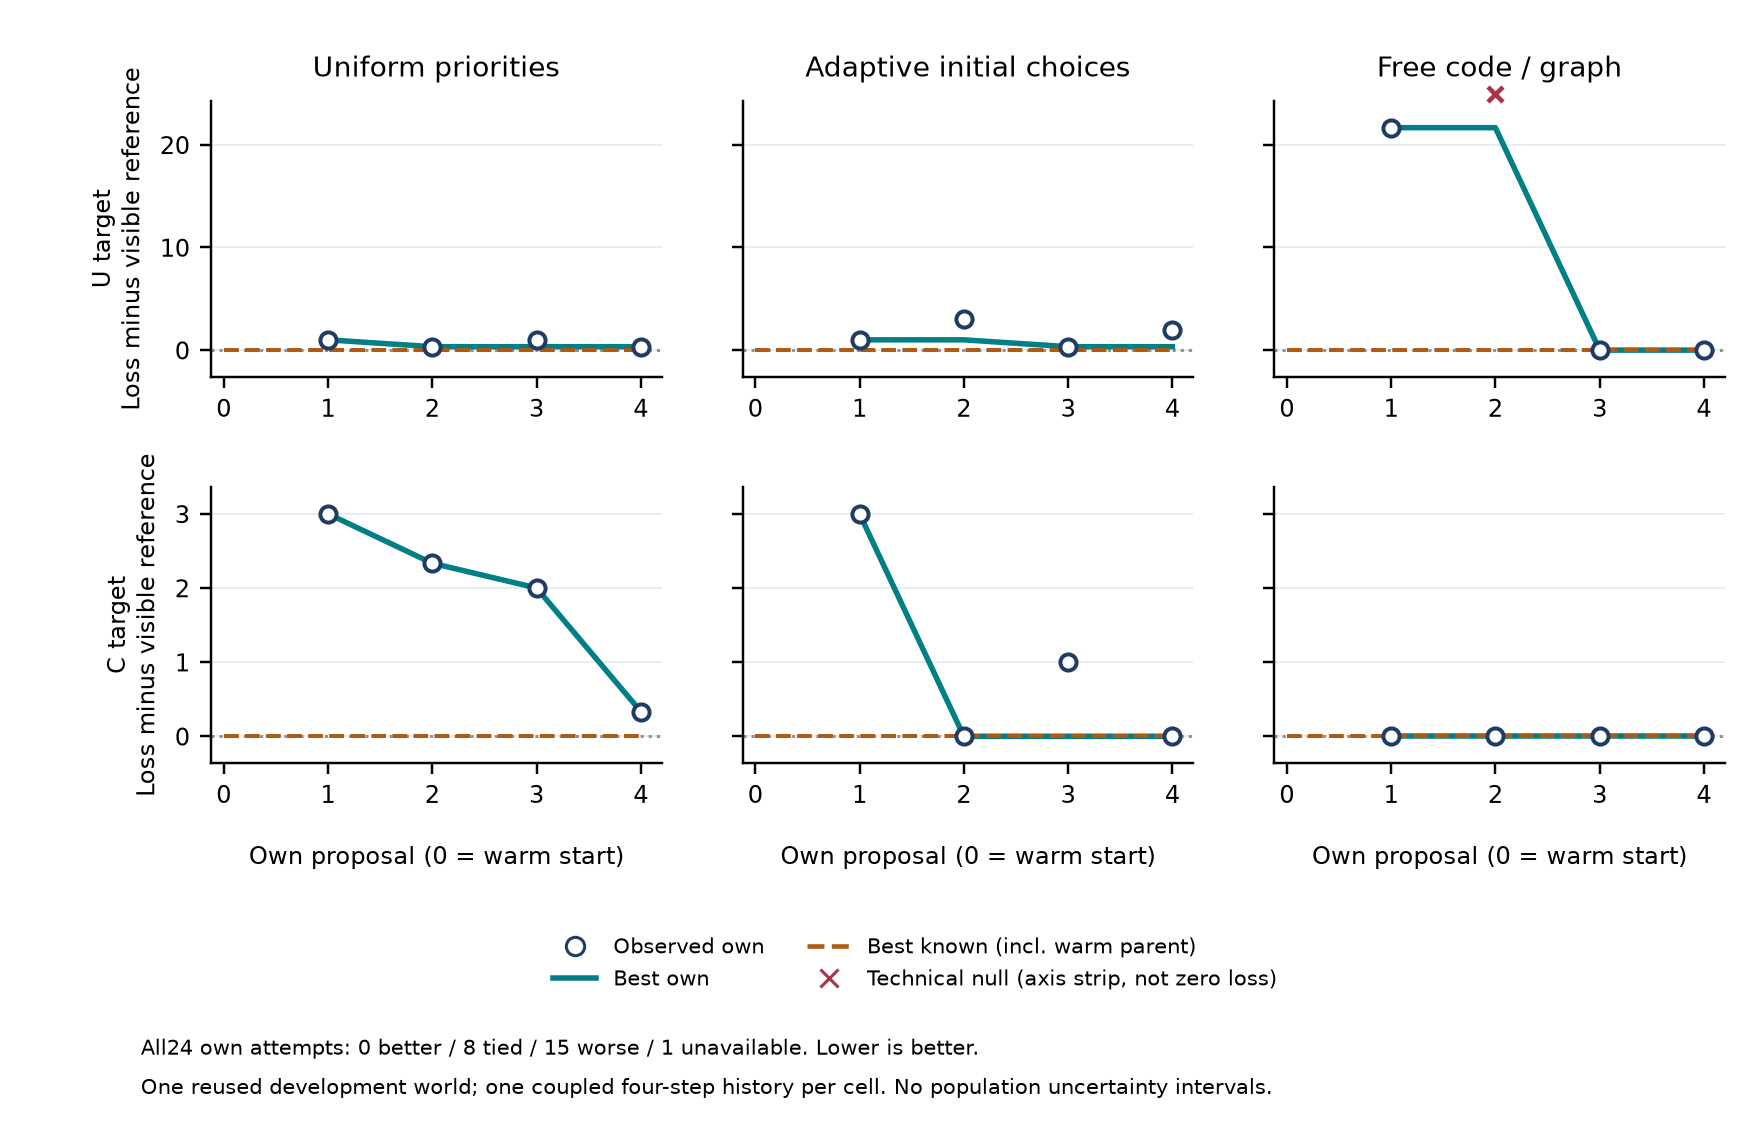 Uniform priorities
Adaptive initial choices
Free code / graph
U target
Loss minus visible reference
20
10
0
0 1 2 3 4
0 1 2 3 4
0 1 2 3 4
C target
Loss minus visible reference
3
2
1
0
0 1 2 3 4
0 1 2 3 4
0 1 2 3 4
Own proposal (0 = warm start)
Own proposal (0 = warm start)
Own proposal (0 = warm start)
Observed own
Best own
Best known (incl. warm parent)
Technical null (axis strip, not zero loss)
All24 own attempts: 0 better / 8 tied / 15 worse / 1 unavailable. Lower is better.
One reused development world; one coupled four-step history per cell. No population uncertainty intervals.